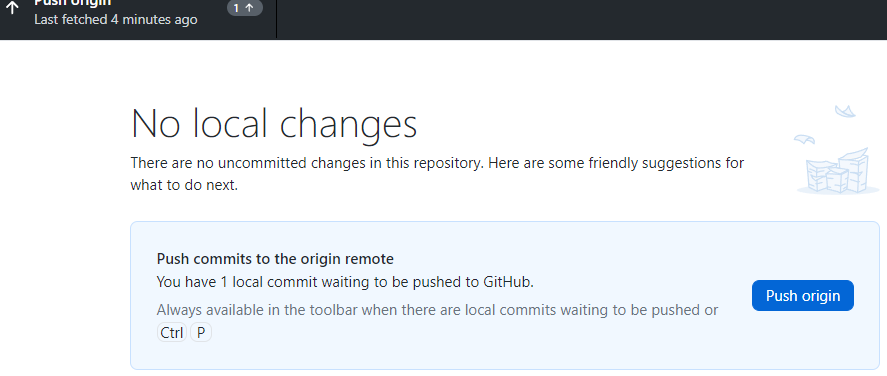 Push origin
Last fetched 4 minutes ago
1
No local changes
There are no uncommitted changes in this repository. Here are some friendly suggestions for
what to do next.
Push commits to the origin remote
You have 1 local commit waiting to be pushed to GitHub.
Push origin
Always available in the toolbar when there are local commits waiting to be pushed or
Ctrl P